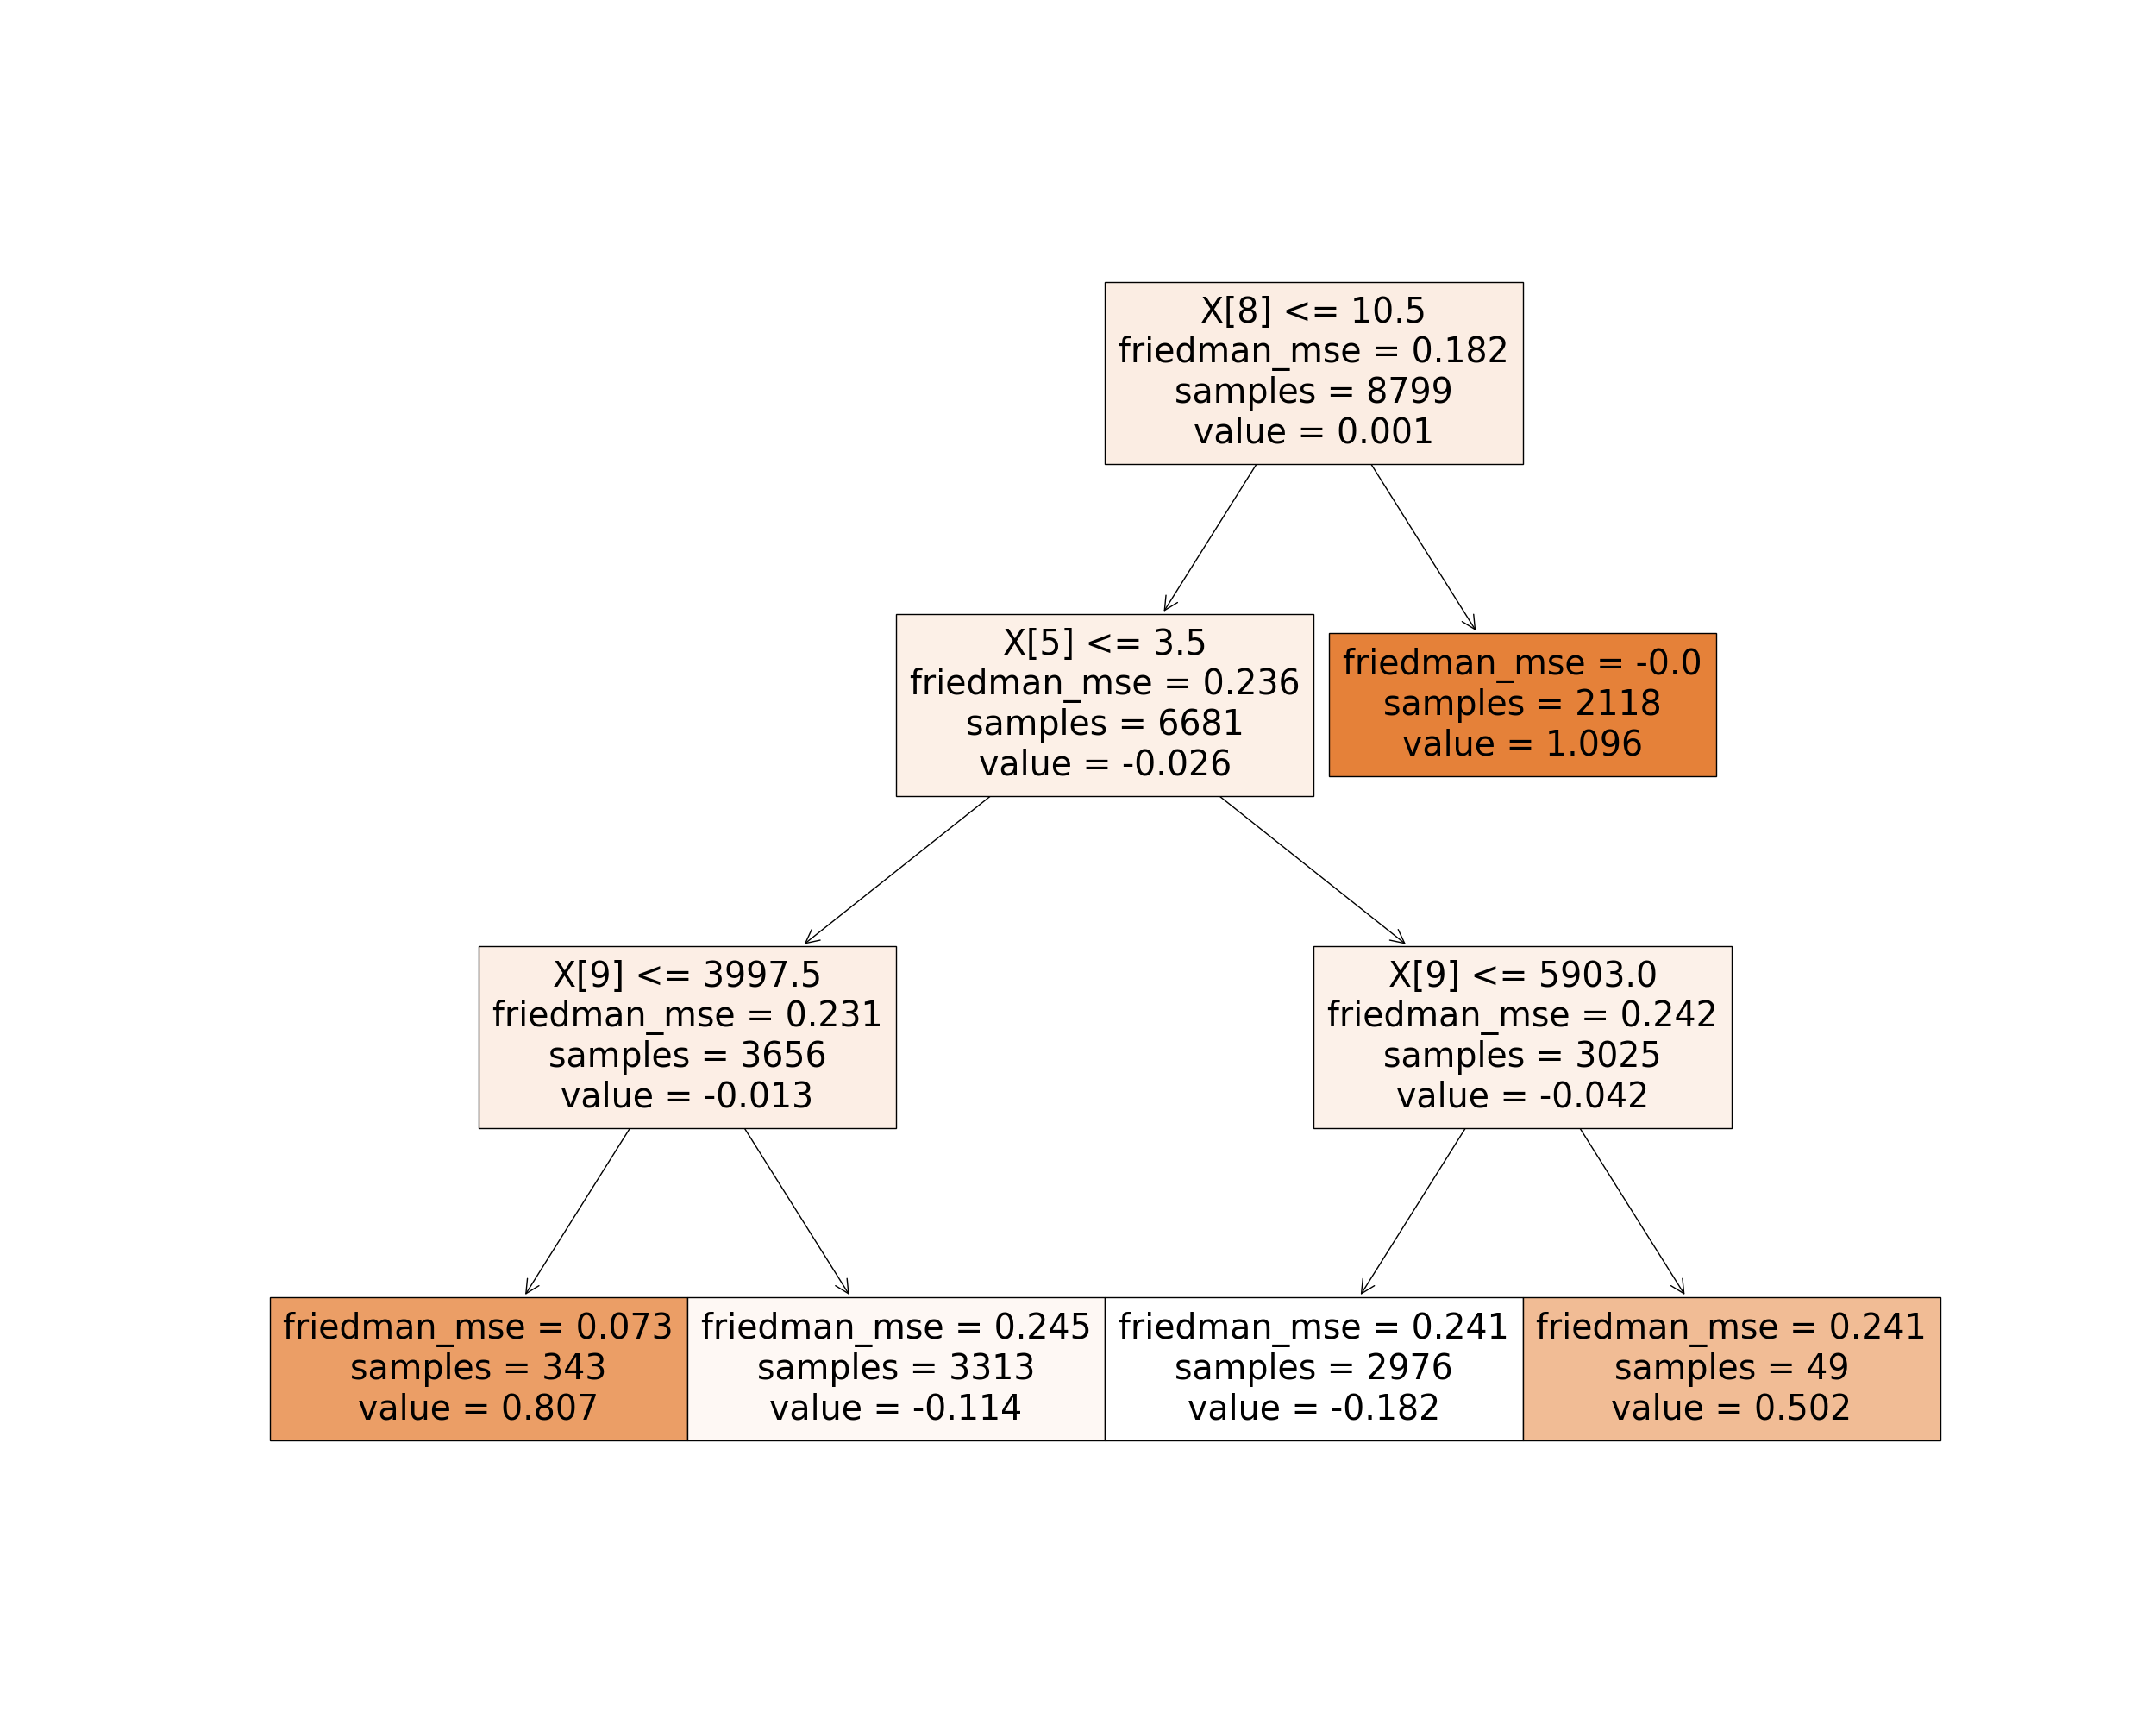 X[8] <= 10.5
friedman_mse = 0.182
samples = 8799
value = 0.001
X[5] <= 3.5
friedman_mse = 0.236
samples = 6681
value = -0.026
friedman_mse = -0.0
samples = 2118
value = 1.096
X[9] <= 3997.5
friedman_mse = 0.231
samples = 3656
value = -0.013
X[9] <= 5903.0
friedman_mse = 0.242
samples = 3025
value = -0.042
friedman_mse = 0.073
samples = 343
value = 0.807
friedman_mse = 0.245
samples = 3313
value = -0.114
friedman_mse = 0.241
samples = 2976
value = -0.182
friedman_mse = 0.241
samples = 49
value = 0.502